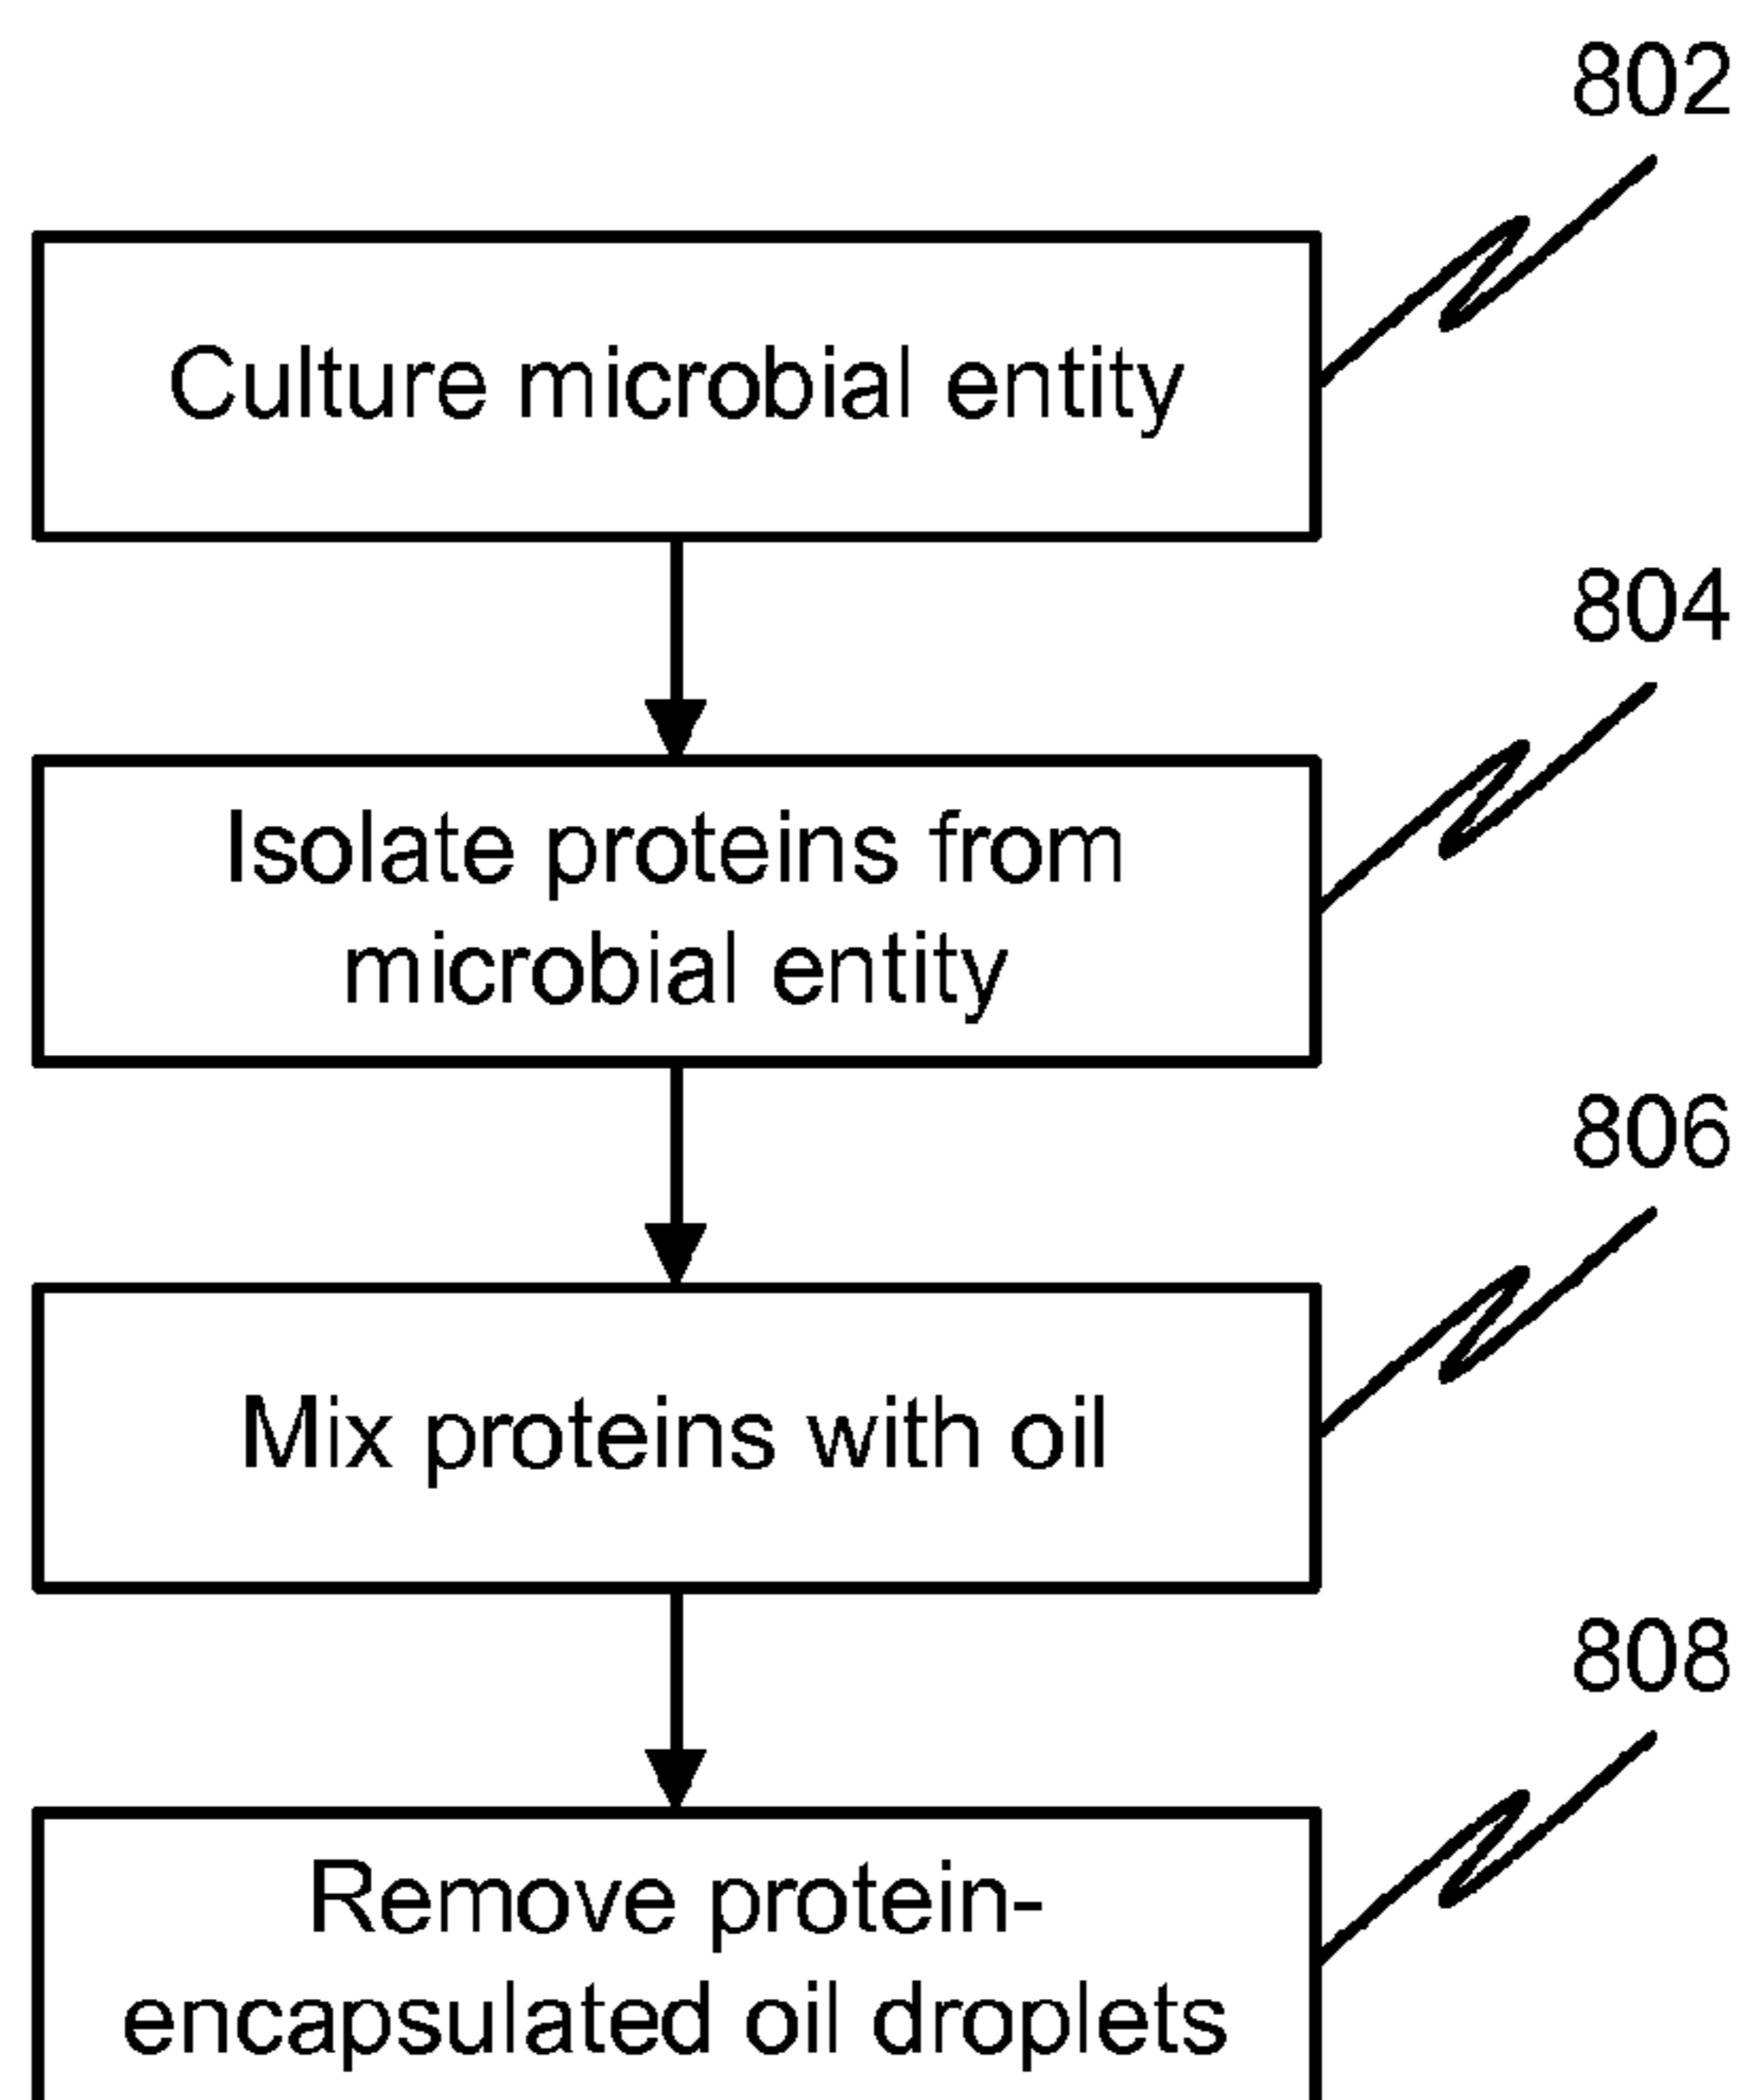 802
Culture microbial entity
804
Isolate proteins from
microbial entity
806
Mix proteins with oil
808
Remove protein-
encapsulated oil droplets